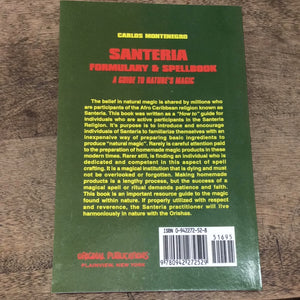 CARLOS MONTENEGRO
SANTERIA
FORMULARY & SPELLBOOK
A GUIDE TO NATURE'S MAGIC
The belief in natural magic is shared by millions who
are participants of the Afro Caribbean religion known as
Santeria. This book was written as a "How to" guide for
individuals who are active participants in the Santeria
Religion. It's purpose is to introduce and encourage
individuals of Santeria to familiarize themselves with an
inexpensive way of preparing basic ingredients to
produce "natural magic". Rarely is careful attention paid
to the preparation of homemade magic products in these
modern times. Rarer still, is finding an individual who is
dedicated and competent in this aspect of spell
crafting. It is a magical institution that is dying and must
not be overlooked or forgotten. Making homemade
products is a lengthy process, but the success of a
magical spell or ritual demands patience and faith.
This book is an important resource guide to the magic
found within nature. If properly utilized with respect
and reverence, the Santeria practitioner will live
harmoniously in nature with the Orishas.
ISBN 0-942272-52-8
51695
9 780942 272529
ORIGINAL PUBLICATIONS
PLAINVIEW, NEW YORK